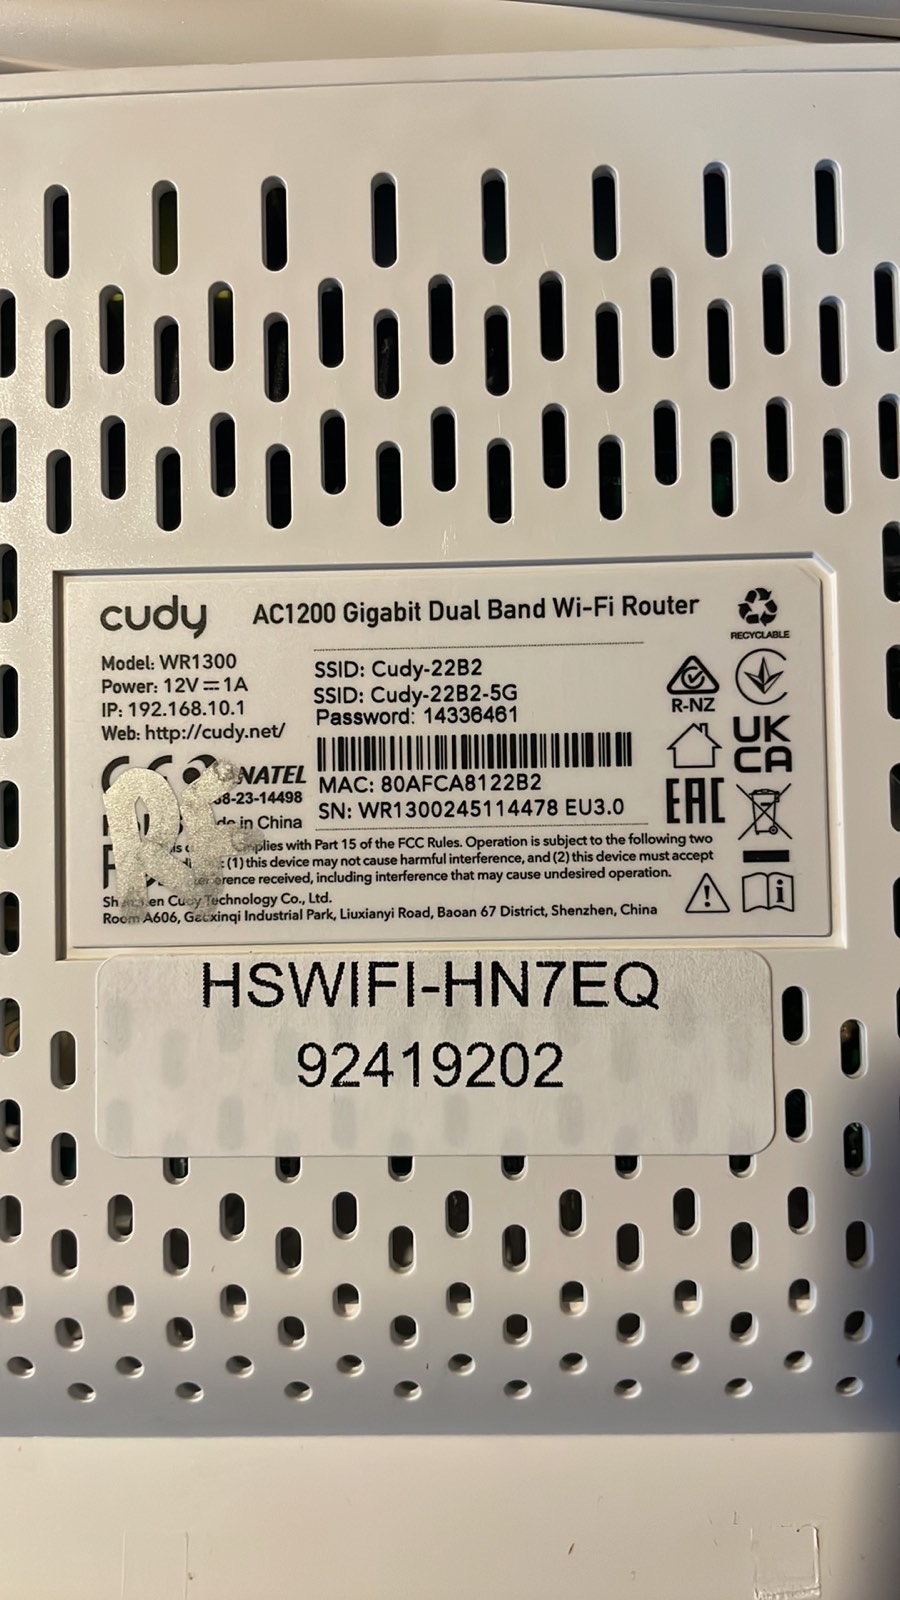 cudy AC1200 Gigabit Dual Band Wi-Fi Router
RECYCLABLE
Model: WR1300
Power: 12V⎓1A
IP: 192.168.10.1
Web: http://cudy.net/
SSID: Cudy-22B2
SSID: Cudy-22B2-5G
Password: 14336461
R-NZ
UK
CA
MAC: 80AFCA8122B2
SN: WR1300245114478 EU3.0
EAC
in China
with Part 15 of the FCC Rules. Operation is subject to the following two
(1) this device may not cause harmful interference, and (2) this device must accept
received, including interference that may cause undesired operation.
Technology Co., Ltd.
Room A606, Industrial Park, Liuxianyi Road, Baoan 67 District, Shenzhen, China
HSWIFI-HN7EQ
92419202